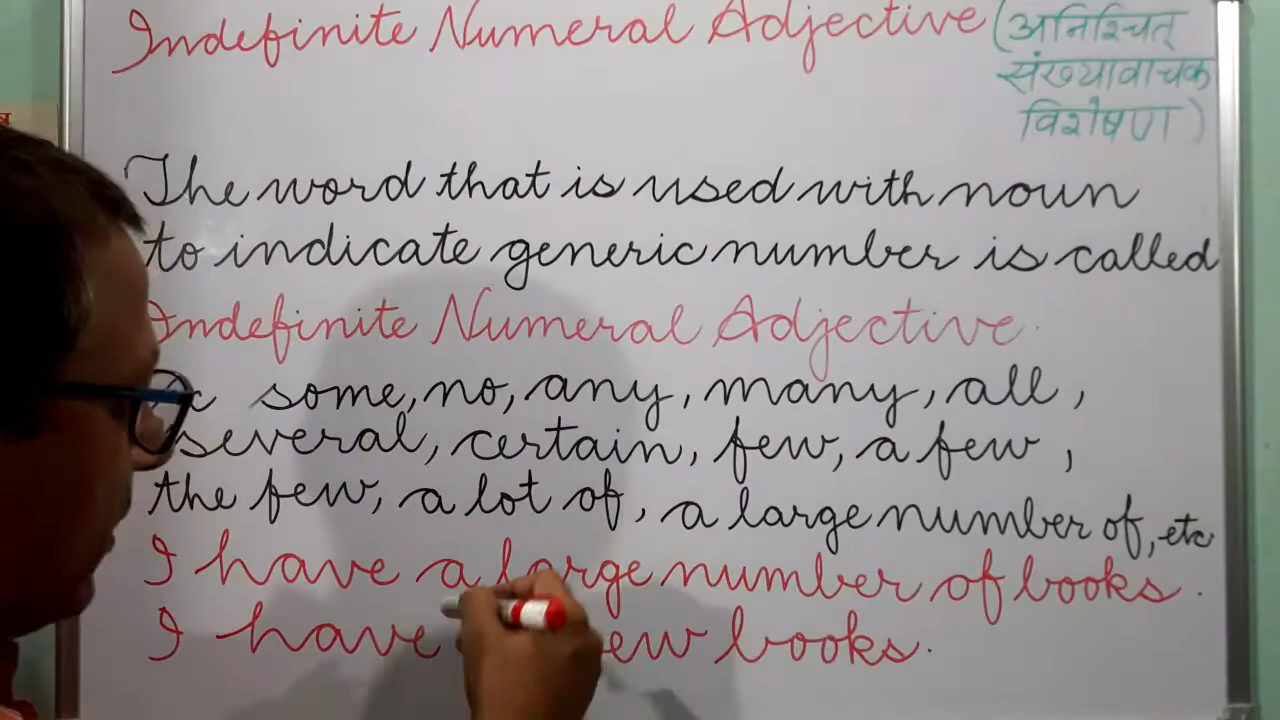 Indefinite Numeral Adjective (अनिश्चित्
संख्यावाचक
विशेषण)
The word that is used with noun
to indicate generic number is called
Indefinite Numeral Adjective.
some, no, any, many, all,
several, certain, few, a few,
the few, a lot of, a large number of, etc
I have a large number of books.
I have books.